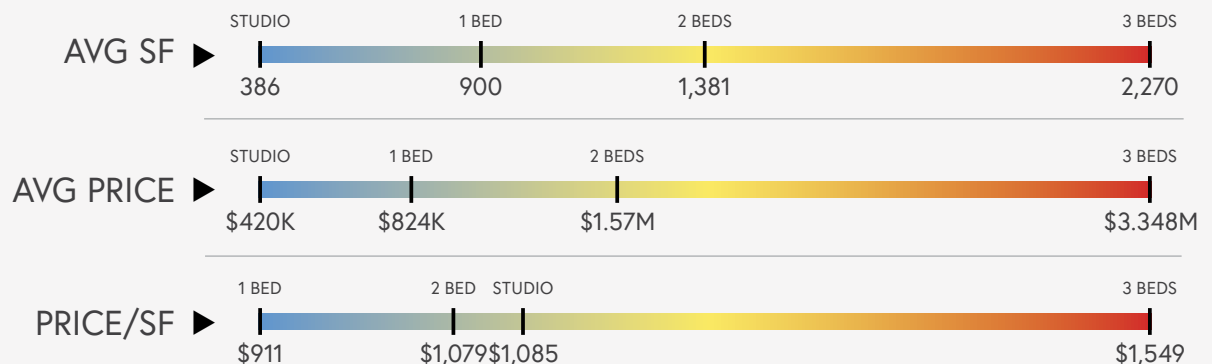 STUDIO 1 BED 2 BEDS 3 BEDS
AVG SF
386 900 1,381 2,270
STUDIO 1 BED 2 BEDS 3 BEDS
AVG PRICE
$420K $824K $1.57M $3.348M
1 BED 2 BED STUDIO 3 BEDS
PRICE/SF
$911 $1,079 $1,085 $1,549